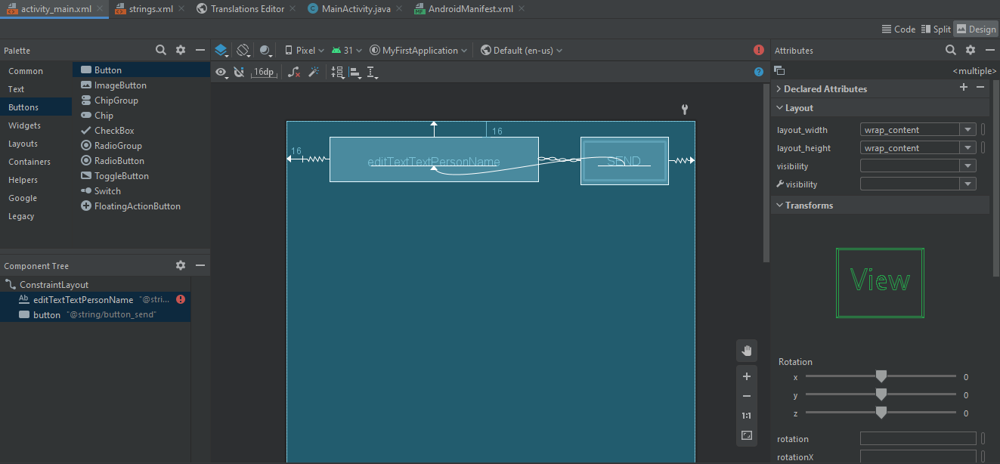 activity_main.xml strings.xml Translations Editor MainActivity.java AndroidManifest.xml
Code Split Design
Palette Pixel 31 MyFirstApplication Default (en-us) Attributes
16dp <multiple>
Common Button
Text ImageButton
Buttons ChipGroup
Widgets Chip
Layouts CheckBox
Containers RadioGroup
Helpers RadioButton
Google ToggleButton
Legacy Switch
FloatingActionButton
Component Tree
ConstraintLayout
Ab editTextTextPersonName "@stri...
button "@string/button_send"
16
16
editTextTextPersonName SEND
1:1
Declared Attributes
Layout
layout_width wrap_content
layout_height wrap_content
visibility
visibility
Transforms
View
Rotation
x 0
y 0
z 0
rotation
rotationX